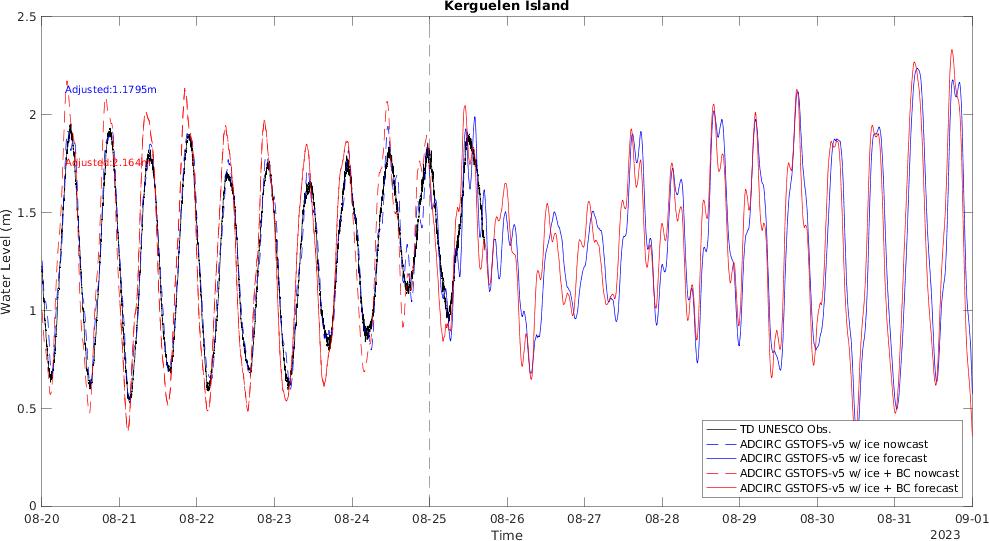 Kerguelen Island
2.5
2
1.5
1
0.5
0
Water Level (m)
Adjusted:1.1795m
Adjusted:2.164m
TD UNESCO Obs.
ADCIRC GSTOFS-v5 w/ ice nowcast
ADCIRC GSTOFS-v5 w/ ice forecast
ADCIRC GSTOFS-v5 w/ ice + BC nowcast
ADCIRC GSTOFS-v5 w/ ice + BC forecast
08-20 08-21 08-22 08-23 08-24 08-25 08-26 08-27 08-28 08-29 08-30 08-31 09-01
Time
2023